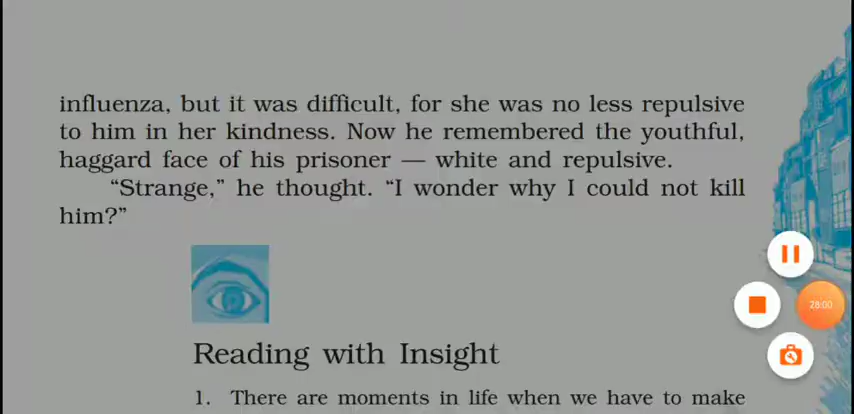 influenza, but it was difficult, for she was no less repulsive
to him in her kindness. Now he remembered the youthful,
haggard face of his prisoner — white and repulsive.
“Strange,” he thought. “I wonder why I could not kill
him?”
28:00
Reading with Insight
1. There are moments in life when we have to make